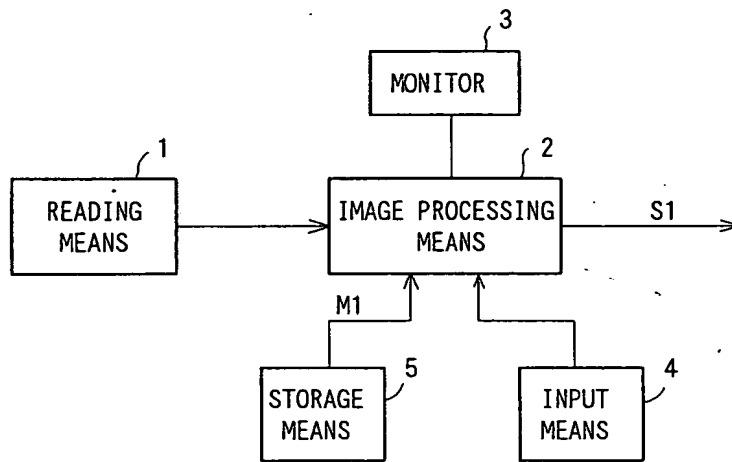 3
MONITOR
1
2
READING
MEANS
IMAGE PROCESSING
MEANS
S1
M1
5
4
STORAGE
MEANS
INPUT
MEANS